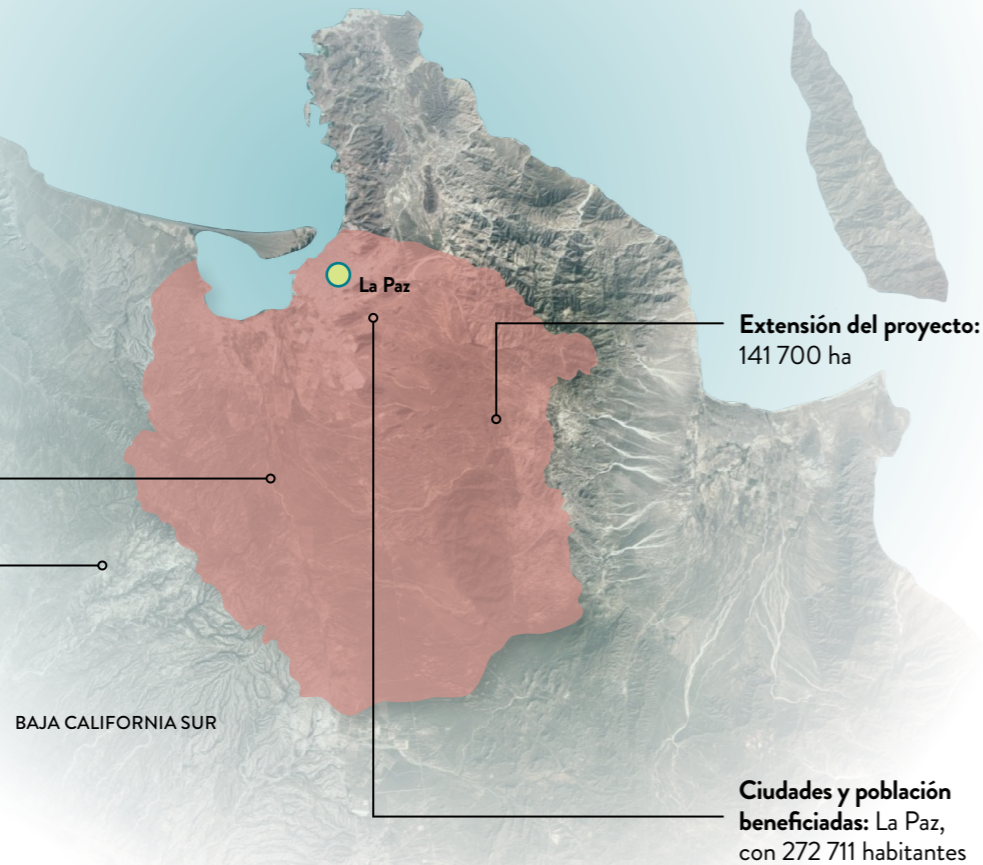 La Paz
Extensión del proyecto:
141 700 ha
BAJA CALIFORNIA SUR
Ciudades y población
beneficiadas: La Paz,
con 272 711 habitantes